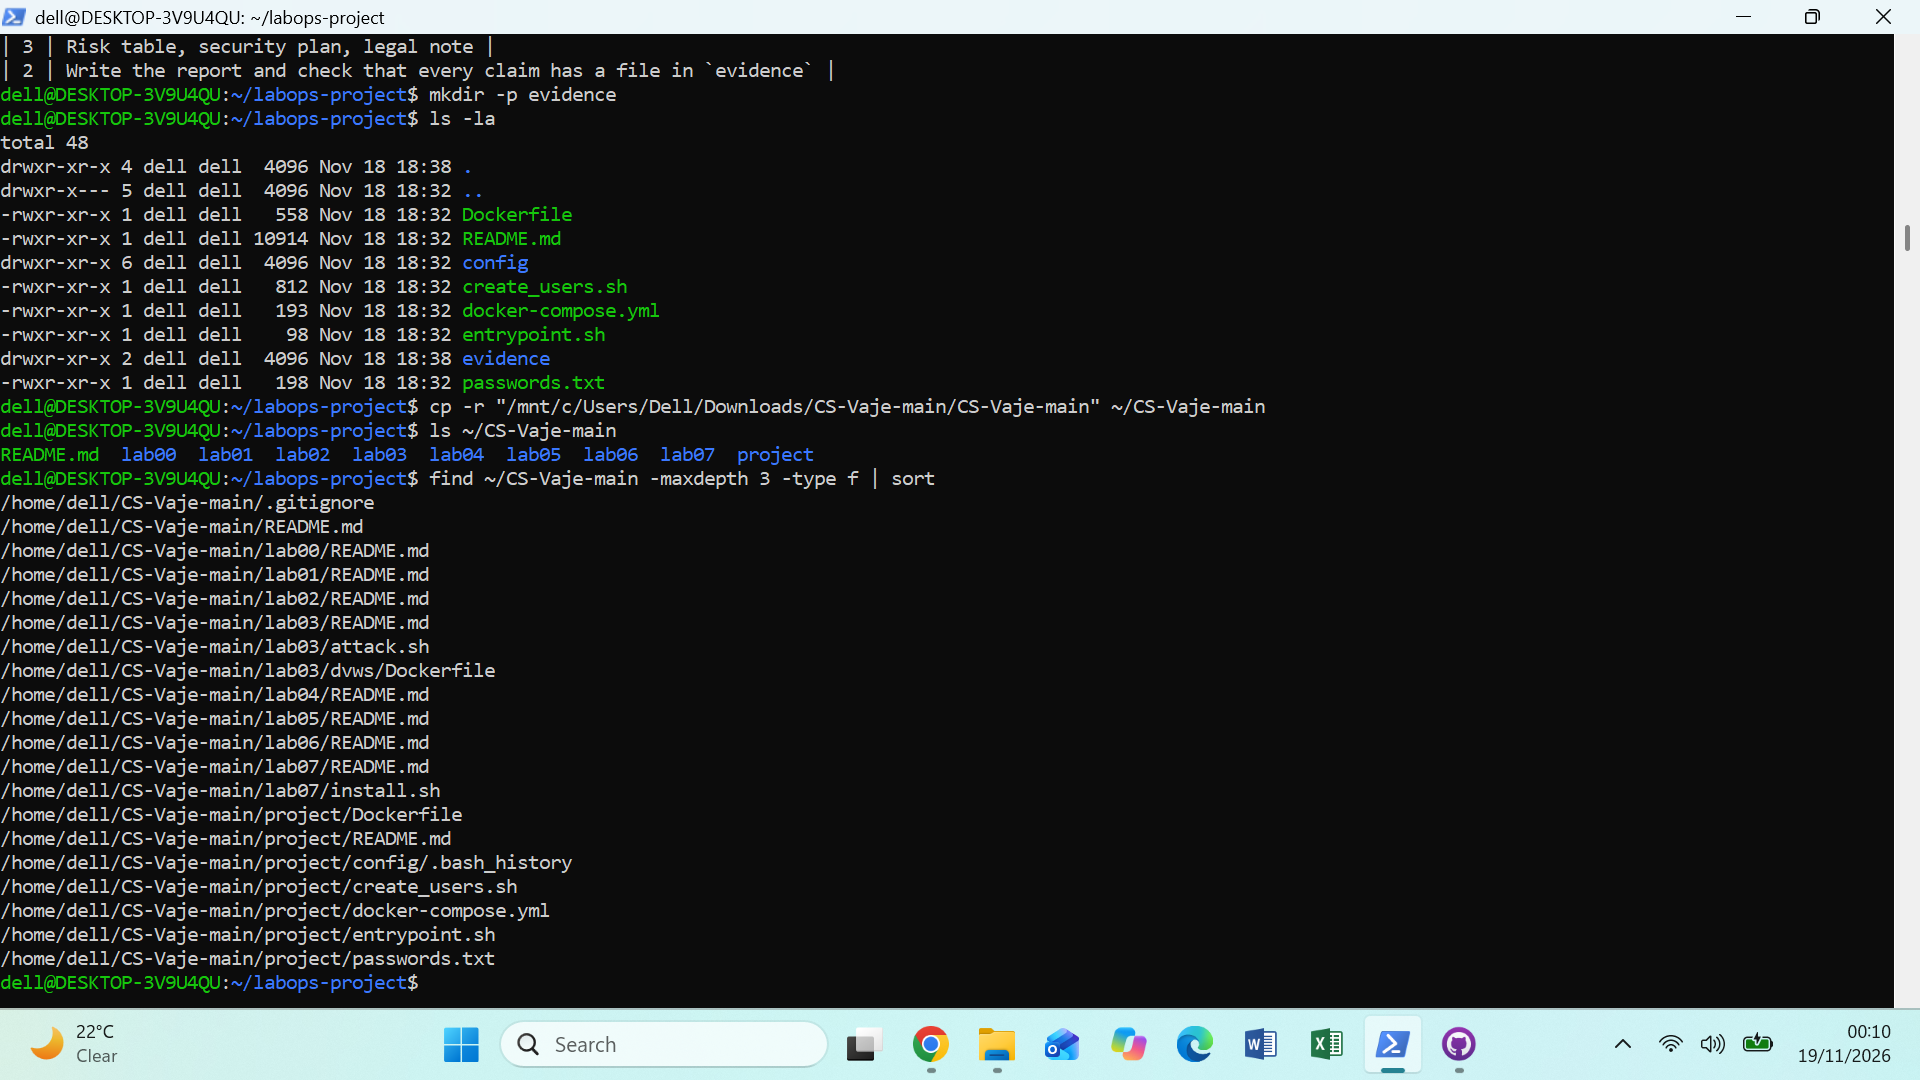 dell@DESKTOP-3V9U4QU: ~/labops-project
| 3 | Risk table, security plan, legal note |
| 2 | Write the report and check that every claim has a file in `evidence` |
dell@DESKTOP-3V9U4QU:~/labops-project$ mkdir -p evidence
dell@DESKTOP-3V9U4QU:~/labops-project$ ls -la
total 48
drwxr-xr-x 4 dell dell  4096 Nov 18 18:38 .
drwxr-x--- 5 dell dell  4096 Nov 18 18:32 ..
-rwxr-xr-x 1 dell dell   558 Nov 18 18:32 Dockerfile
-rwxr-xr-x 1 dell dell 10914 Nov 18 18:32 README.md
drwxr-xr-x 6 dell dell  4096 Nov 18 18:32 config
-rwxr-xr-x 1 dell dell   812 Nov 18 18:32 create_users.sh
-rwxr-xr-x 1 dell dell   193 Nov 18 18:32 docker-compose.yml
-rwxr-xr-x 1 dell dell    98 Nov 18 18:32 entrypoint.sh
drwxr-xr-x 2 dell dell  4096 Nov 18 18:38 evidence
-rwxr-xr-x 1 dell dell   198 Nov 18 18:32 passwords.txt
dell@DESKTOP-3V9U4QU:~/labops-project$ cp -r "/mnt/c/Users/Dell/Downloads/CS-Vaje-main/CS-Vaje-main" ~/CS-Vaje-main
dell@DESKTOP-3V9U4QU:~/labops-project$ ls ~/CS-Vaje-main
README.md  lab00  lab01  lab02  lab03  lab04  lab05  lab06  lab07  project
dell@DESKTOP-3V9U4QU:~/labops-project$ find ~/CS-Vaje-main -maxdepth 3 -type f | sort
/home/dell/CS-Vaje-main/.gitignore
/home/dell/CS-Vaje-main/README.md
/home/dell/CS-Vaje-main/lab00/README.md
/home/dell/CS-Vaje-main/lab01/README.md
/home/dell/CS-Vaje-main/lab02/README.md
/home/dell/CS-Vaje-main/lab03/README.md
/home/dell/CS-Vaje-main/lab03/attack.sh
/home/dell/CS-Vaje-main/lab03/dvws/Dockerfile
/home/dell/CS-Vaje-main/lab04/README.md
/home/dell/CS-Vaje-main/lab05/README.md
/home/dell/CS-Vaje-main/lab06/README.md
/home/dell/CS-Vaje-main/lab07/README.md
/home/dell/CS-Vaje-main/lab07/install.sh
/home/dell/CS-Vaje-main/project/Dockerfile
/home/dell/CS-Vaje-main/project/README.md
/home/dell/CS-Vaje-main/project/config/.bash_history
/home/dell/CS-Vaje-main/project/create_users.sh
/home/dell/CS-Vaje-main/project/docker-compose.yml
/home/dell/CS-Vaje-main/project/entrypoint.sh
/home/dell/CS-Vaje-main/project/passwords.txt
dell@DESKTOP-3V9U4QU:~/labops-project$
22°C
Clear
Search
00:10
19/11/2026